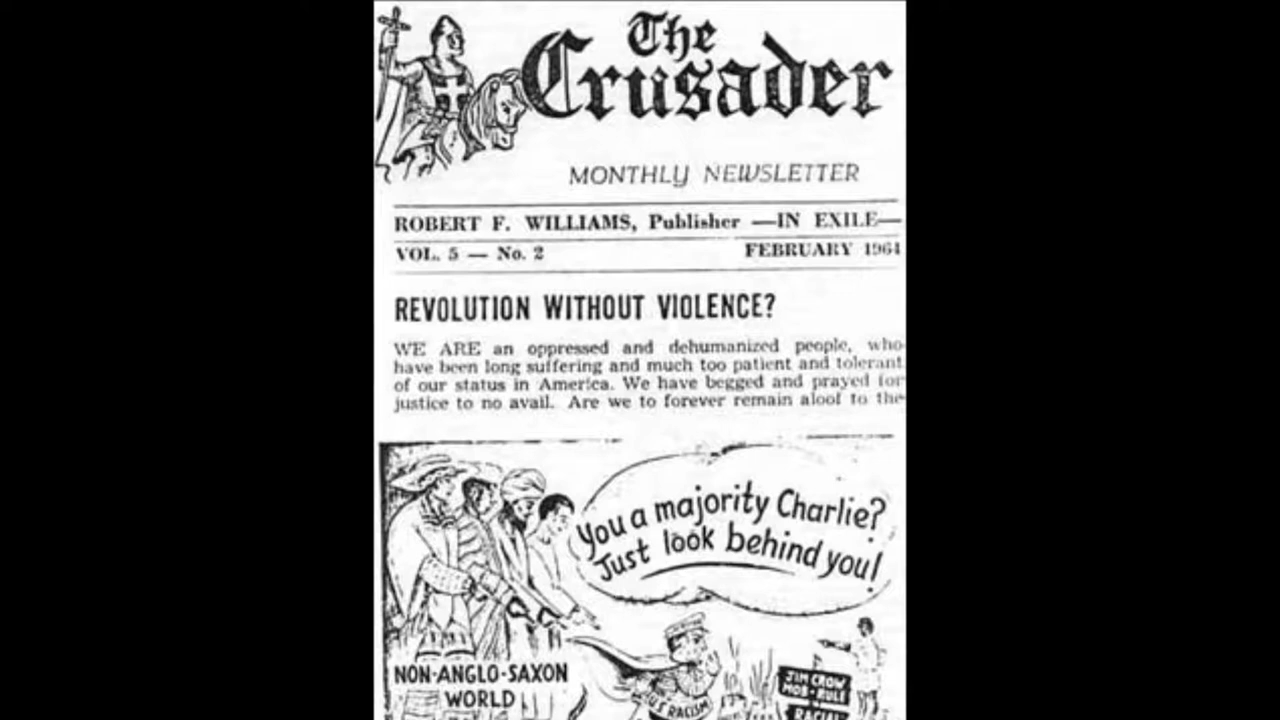 The
Crusader
MONTHLY NEWSLETTER
ROBERT F. WILLIAMS, Publisher —IN EXILE—
VOL. 5 — No. 2 FEBRUARY 1964
REVOLUTION WITHOUT VIOLENCE?
WE ARE an oppressed and dehumanized people, who
have been long suffering and much too patient and tolerant
of our status in America. We have begged and prayed for
justice to no avail. Are we to forever remain aloof to the
You a majority Charlie?
Just look behind you!
NON-ANGLO-SAXON
WORLD
U.S RACISM
JIM CROW
MOB-RULE
RACIAL